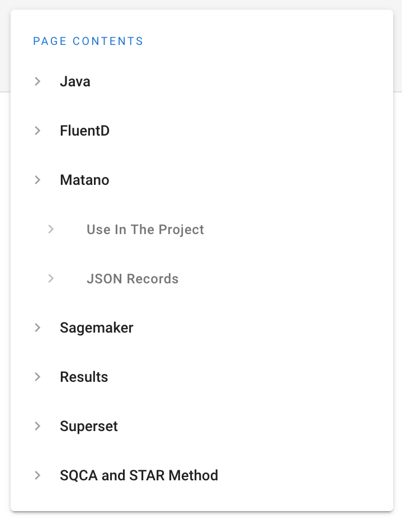 PAGE CONTENTS
Java
FluentD
Matano
Use In The Project
JSON Records
Sagemaker
Results
Superset
SQCA and STAR Method